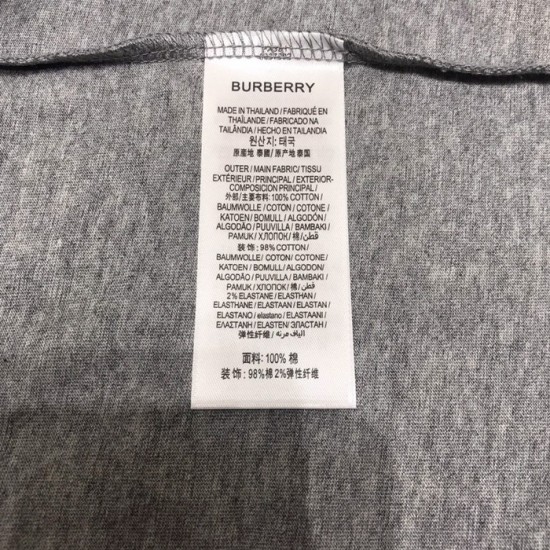 BURBERRY
MADE IN THAILAND / FABRIQUÉ EN
THAÏLANDE / FABRICADO NA
TAILÂNDIA / HECHO EN TAILANDIA
원산지: 태국
原産地 泰國 / 原产地 泰国
OUTER / MAIN FABRIC / TISSU
EXTÉRIEUR / PRINCIPAL / EXTERIOR-
COMPOSICION PRINCIPAL /
外部 / 主要布料: 100% COTTON /
BAUMWOLLE / COTON / COTONE /
KATOEN / BOMULL / ALGODÓN /
ALGODÃO / PUUVILLA / BAMBAKI /
PAMUK / ХЛОПОК / 棉 / قطن /
装饰: 98% COTTON /
BAUMWOLLE / COTON / COTONE /
KATOEN / BOMULL / ALGODON /
ALGODÃO / PUUVILLA / BAMBAKI /
PAMUK / ХЛОПОК / 棉 / قطن
2% ELASTANE / ELASTHAN /
ELASTHANE / ELASTAAN / ELASTAN /
ELASTANO / elastano / ELASTAANI /
ΕΛΑΣΤΑΝΗ / ELASTEN / ЭЛАСТАН /
弹性纤维 / الياف مرنه
面料: 100% 棉
装饰: 98%棉 2%弹性纤维